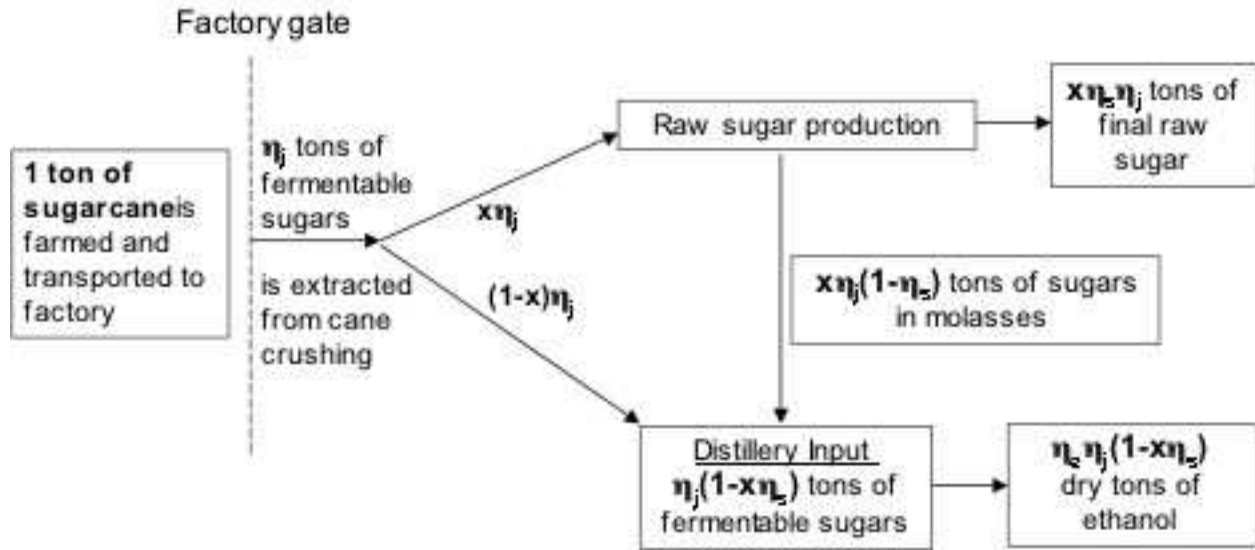 Factory gate
1 ton of
sugarcaneis
farmed and
transported to
factory
ηj tons of
fermentable
sugars
is extracted
from cane
crushing
xηj
(1-x)ηj
Raw sugar production
xηsηj tons of
final raw
sugar
xηj(1-ηs) tons of sugars
in molasses
Distillery Input
ηj(1-xηs) tons of
fermentable sugars
ηeηj(1-xηs)
dry tons of
ethanol